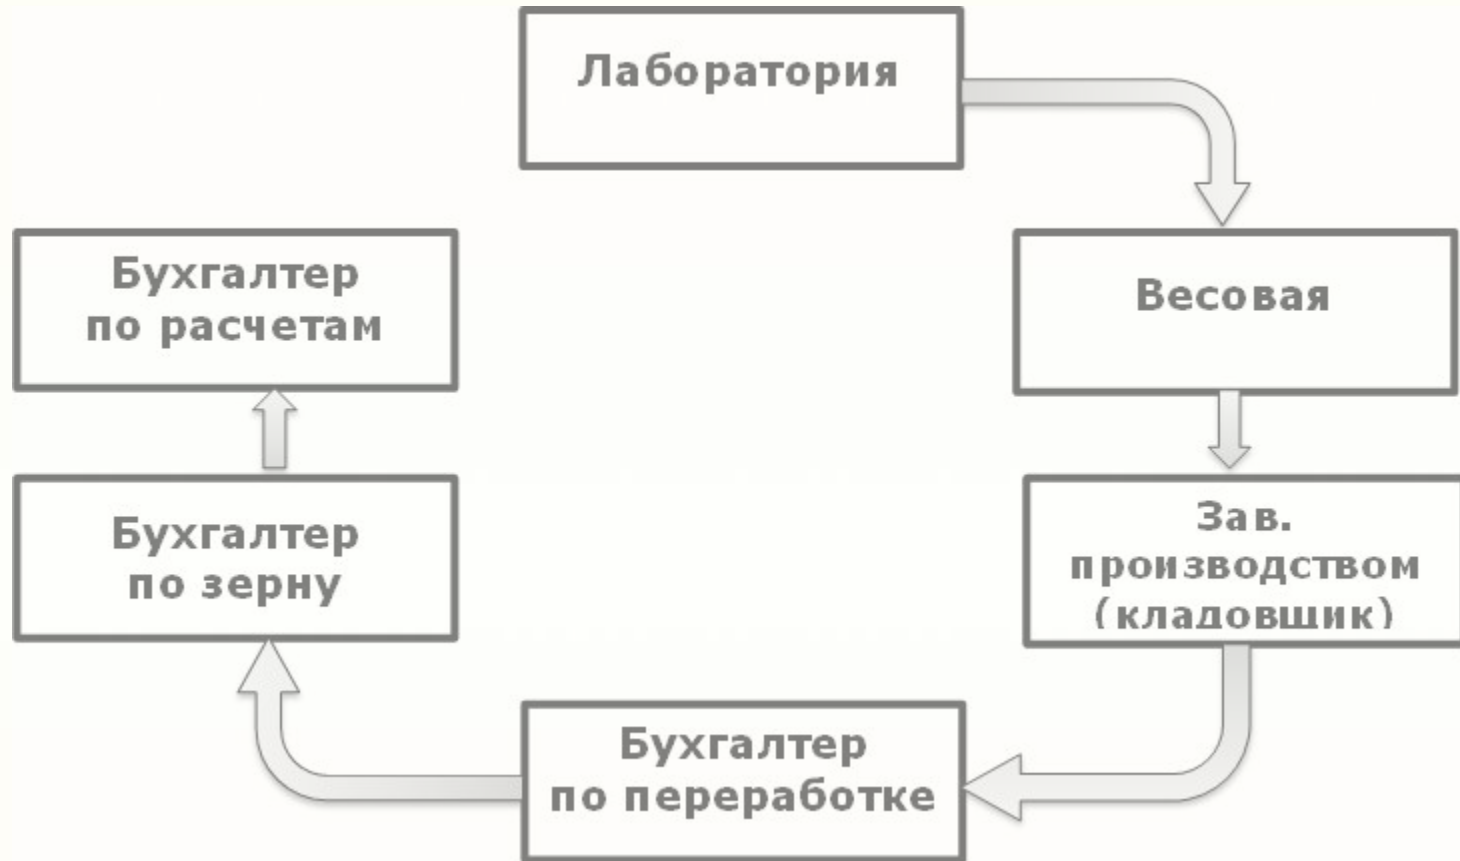 Лаборатория
Весовая
Зав.
производством
(кладовщик)
Бухгалтер
по переработке
Бухгалтер
по зерну
Бухгалтер
по расчетам